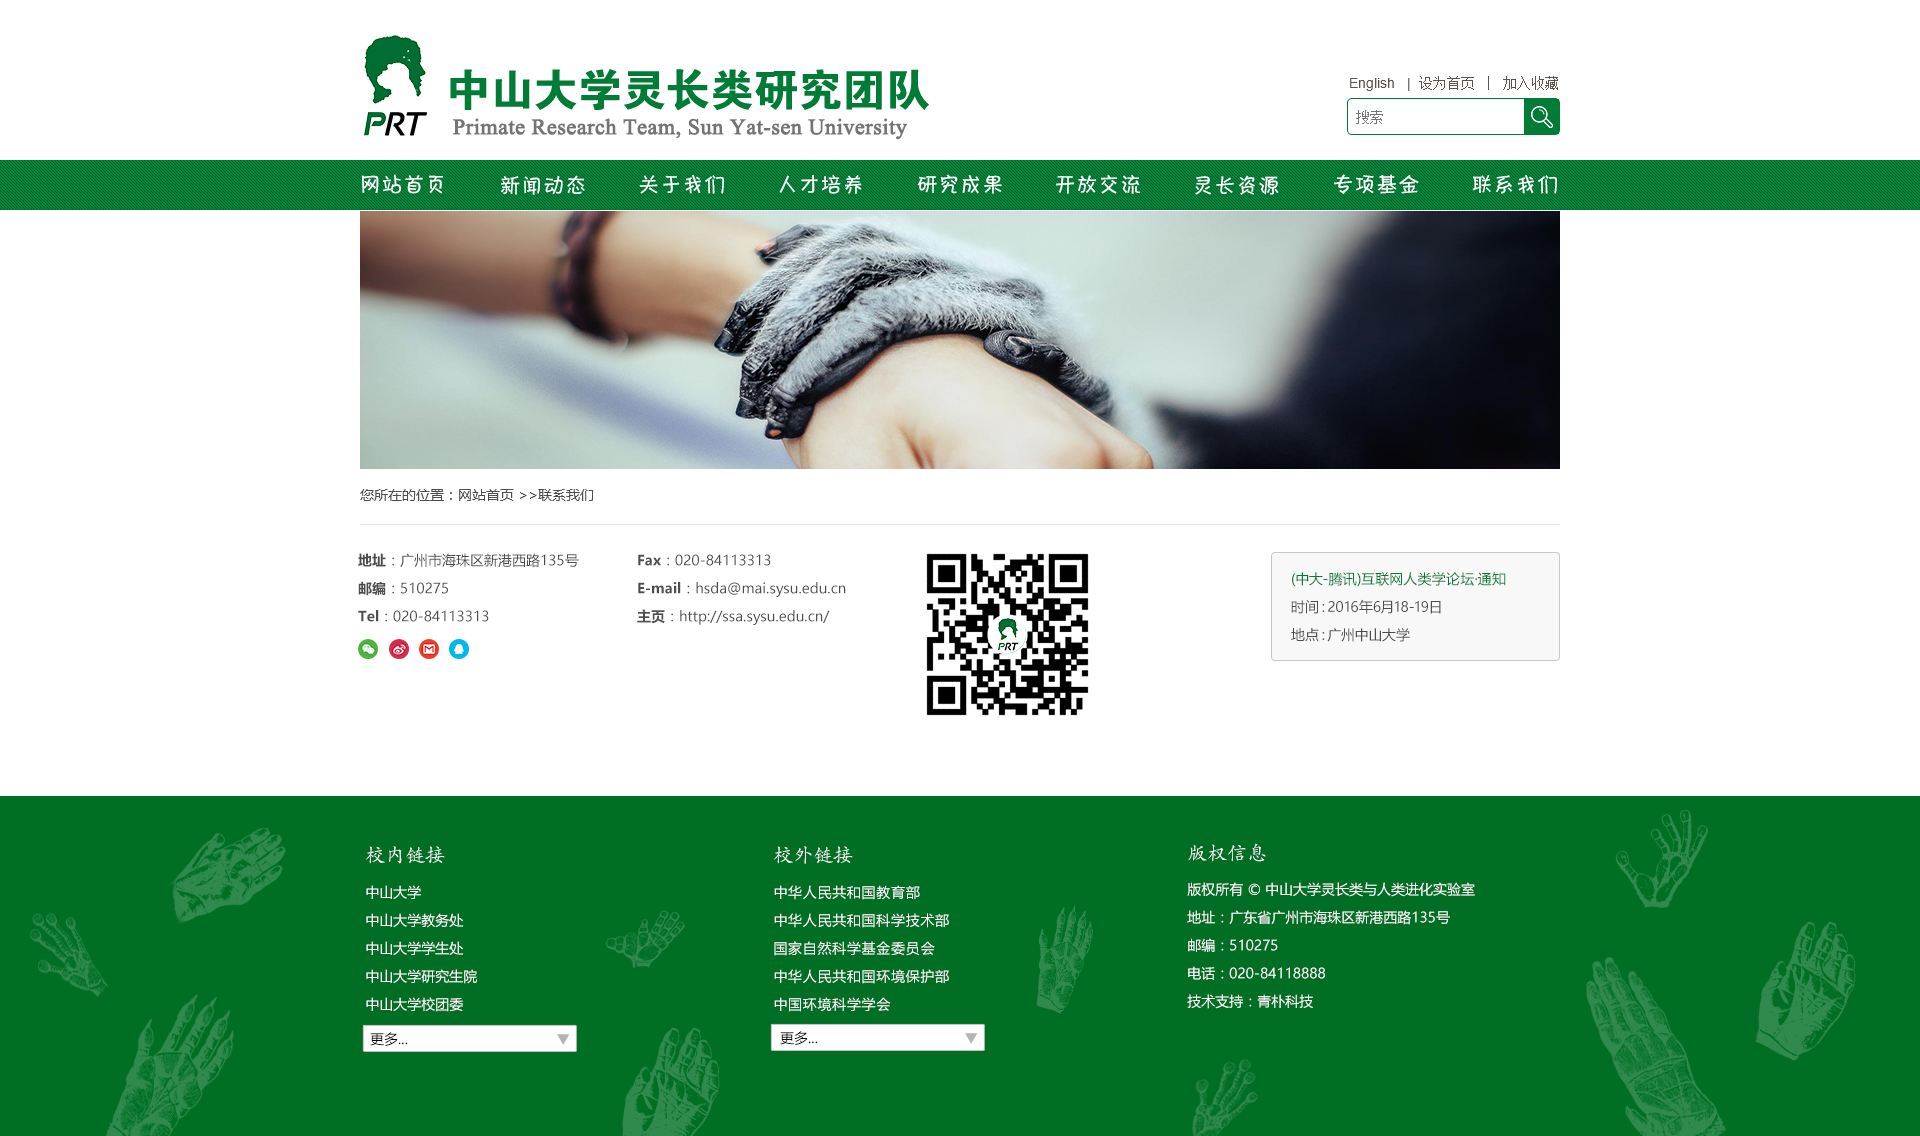 中山大学灵长类研究团队
PRT
Primate Research Team, Sun Yat-sen University
English | 设为首页 | 加入收藏
搜索
网站首页 新闻动态 关于我们 人才培养 研究成果 开放交流 灵长资源 专项基金 联系我们
您所在的位置：网站首页 >>联系我们
地址：广州市海珠区新港西路135号
邮编：510275
Tel：020-84113313
Fax：020-84113313
E-mail：hsda@mai.sysu.edu.cn
主页：http://ssa.sysu.edu.cn/
PRT
(中大-腾讯)互联网人类学论坛·通知
时间：2016年6月18-19日
地点：广州中山大学
校内链接
中山大学
中山大学教务处
中山大学学生处
中山大学研究生院
中山大学校团委
更多...
校外链接
中华人民共和国教育部
中华人民共和国科学技术部
国家自然科学基金委员会
中华人民共和国环境保护部
中国环境科学学会
更多...
版权信息
版权所有 © 中山大学灵长类与人类进化实验室
地址：广东省广州市海珠区新港西路135号
邮编：510275
电话：020-84118888
技术支持：青朴科技